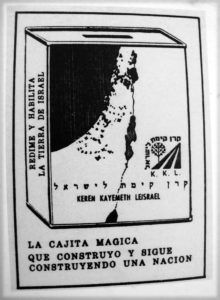 REDIME Y HABILITA
LA TIERRA DE ISRAEL
קרן קימת
לישראל
K.K.L.
קרן קימת לישראל
KEREN KAYEMETH LEISRAEL
LA CAJITA MAGICA
QUE CONSTRUYO Y SIGUE
CONSTRUYENDO UNA NACION